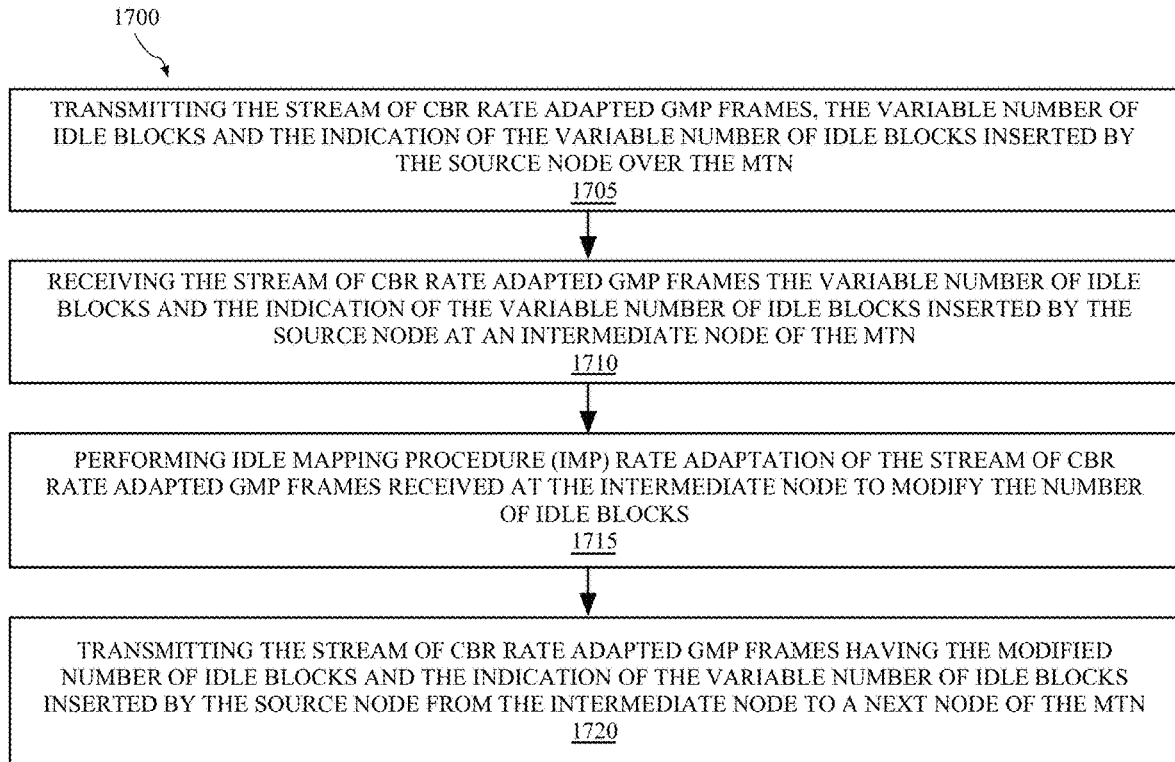 1700
TRANSMITTING THE STREAM OF CBR RATE ADAPTED GMP FRAMES, THE VARIABLE NUMBER OF
IDLE BLOCKS AND THE INDICATION OF THE VARIABLE NUMBER OF IDLE BLOCKS INSERTED BY
THE SOURCE NODE OVER THE MTN
1705
RECEIVING THE STREAM OF CBR RATE ADAPTED GMP FRAMES THE VARIABLE NUMBER OF IDLE
BLOCKS AND THE INDICATION OF THE VARIABLE NUMBER OF IDLE BLOCKS INSERTED BY THE
SOURCE NODE AT AN INTERMEDIATE NODE OF THE MTN
1710
PERFORMING IDLE MAPPING PROCEDURE (IMP) RATE ADAPTATION OF THE STREAM OF CBR
RATE ADAPTED GMP FRAMES RECEIVED AT THE INTERMEDIATE NODE TO MODIFY THE NUMBER
OF IDLE BLOCKS
1715
TRANSMITTING THE STREAM OF CBR RATE ADAPTED GMP FRAMES HAVING THE MODIFIED
NUMBER OF IDLE BLOCKS AND THE INDICATION OF THE VARIABLE NUMBER OF IDLE BLOCKS
INSERTED BY THE SOURCE NODE FROM THE INTERMEDIATE NODE TO A NEXT NODE OF THE MTN
1720